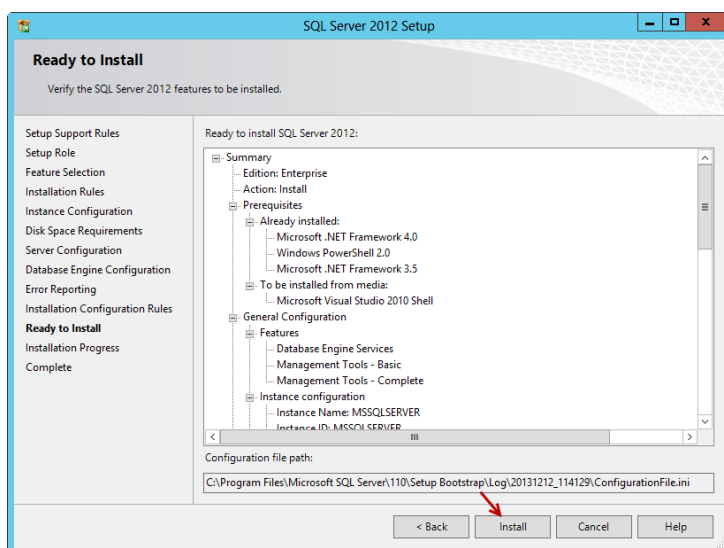 SQL Server 2012 Setup
Ready to Install
Verify the SQL Server 2012 features to be installed.
Setup Support Rules
Setup Role
Feature Selection
Installation Rules
Instance Configuration
Disk Space Requirements
Server Configuration
Database Engine Configuration
Error Reporting
Installation Configuration Rules
Ready to Install
Installation Progress
Complete
Ready to install SQL Server 2012:
Summary
Edition: Enterprise
Action: Install
Prerequisites
Already installed:
Microsoft .NET Framework 4.0
Windows PowerShell 2.0
Microsoft .NET Framework 3.5
To be installed from media:
Microsoft Visual Studio 2010 Shell
General Configuration
Features
Database Engine Services
Management Tools - Basic
Management Tools - Complete
Instance configuration
Instance Name: MSSQLSERVER
Instance ID: MSSQLSERVER
Configuration file path:
C:\Program Files\Microsoft SQL Server\110\Setup Bootstrap\Log\20131212_114129\ConfigurationFile.ini
< Back
Install
Cancel
Help